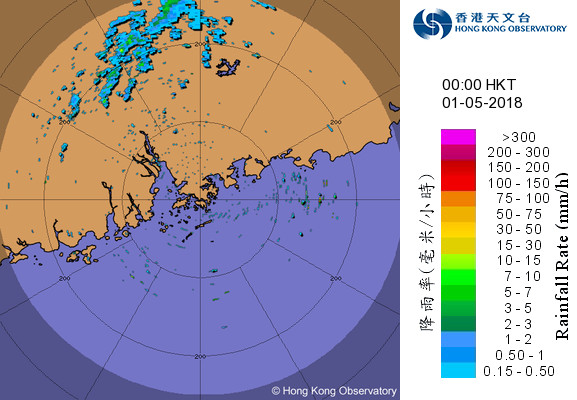 香港天文台
HONG KONG OBSERVATORY
00:00 HKT
01-05-2018
>300
200 - 300
150 - 200
100 - 150
75 - 100
50 - 75
30 - 50
15 - 30
10 - 15
7 - 10
5 - 7
3 - 5
2 - 3
1 - 2
0.50 - 1
0.15 - 0.50
降雨率(毫米/小時)
Rainfall Rate (mm/h)
200
200
200
200
200
200
© Hong Kong Observatory